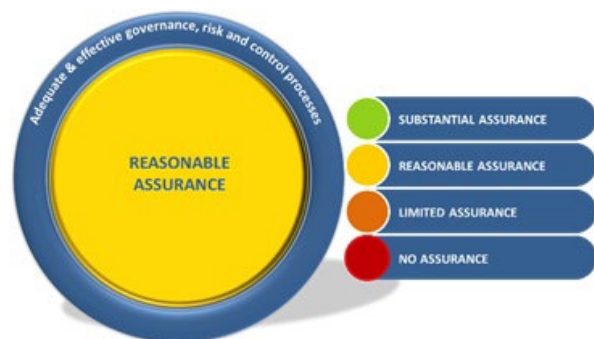 Adequate & effective governance, risk and control processes
REASONABLE
ASSURANCE
SUBSTANTIAL ASSURANCE
REASONABLE ASSURANCE
LIMITED ASSURANCE
NO ASSURANCE